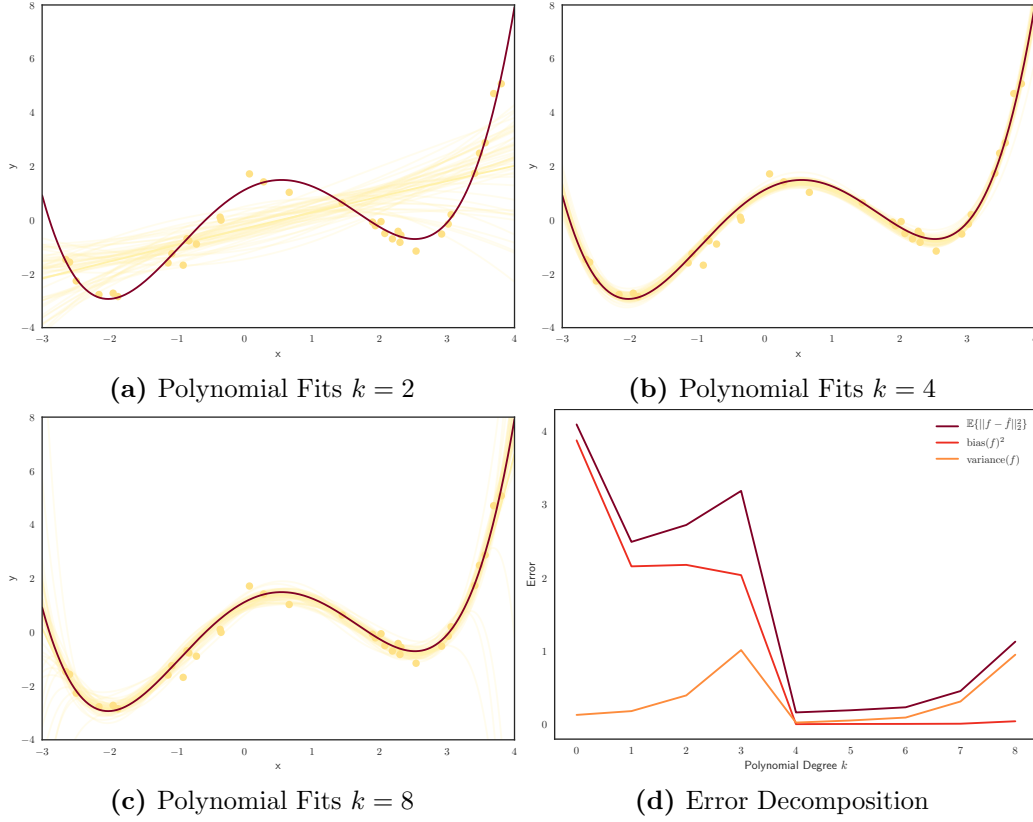 8
6
4
2
0
−2
−4
y
−3 −2 −1 0 1 2 3 4
x
(a) Polynomial Fits k = 2
8
6
4
2
0
−2
−4
y
−3 −2 −1 0 1 2 3 4
x
(b) Polynomial Fits k = 4
8
6
4
2
0
−2
−4
y
−3 −2 −1 0 1 2 3 4
x
(c) Polynomial Fits k = 8
𝔼{||f − f̂||²₂}
bias(f)²
variance(f)
4
3
2
1
0
Error
0 1 2 3 4 5 6 7 8
Polynomial Degree k
(d) Error Decomposition